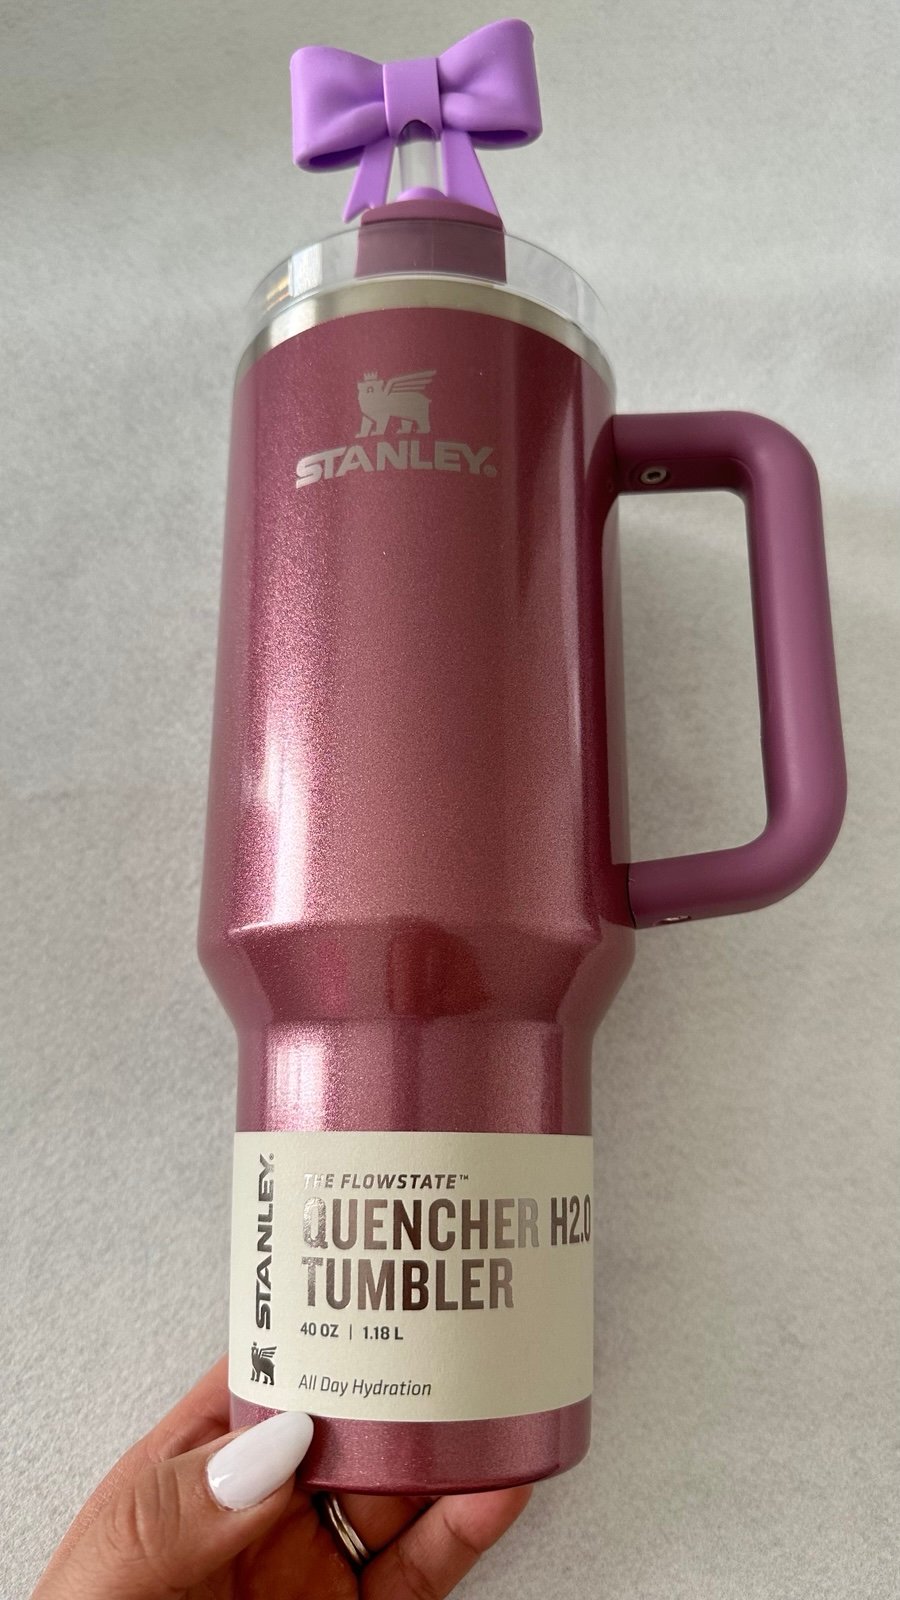 STANLEY®
STANLEY®
THE FLOWSTATE™
QUENCHER H2.0
TUMBLER
40 OZ | 1.18 L
All Day Hydration